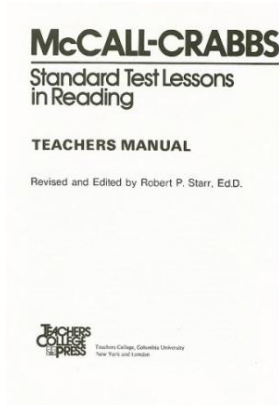 McCALL-CRABBS
Standard Test Lessons
in Reading
TEACHERS MANUAL
Revised and Edited by Robert P. Starr, Ed.D.
TEACHERS
COLLEGE
PRESS
Teachers College, Columbia University
New York and London